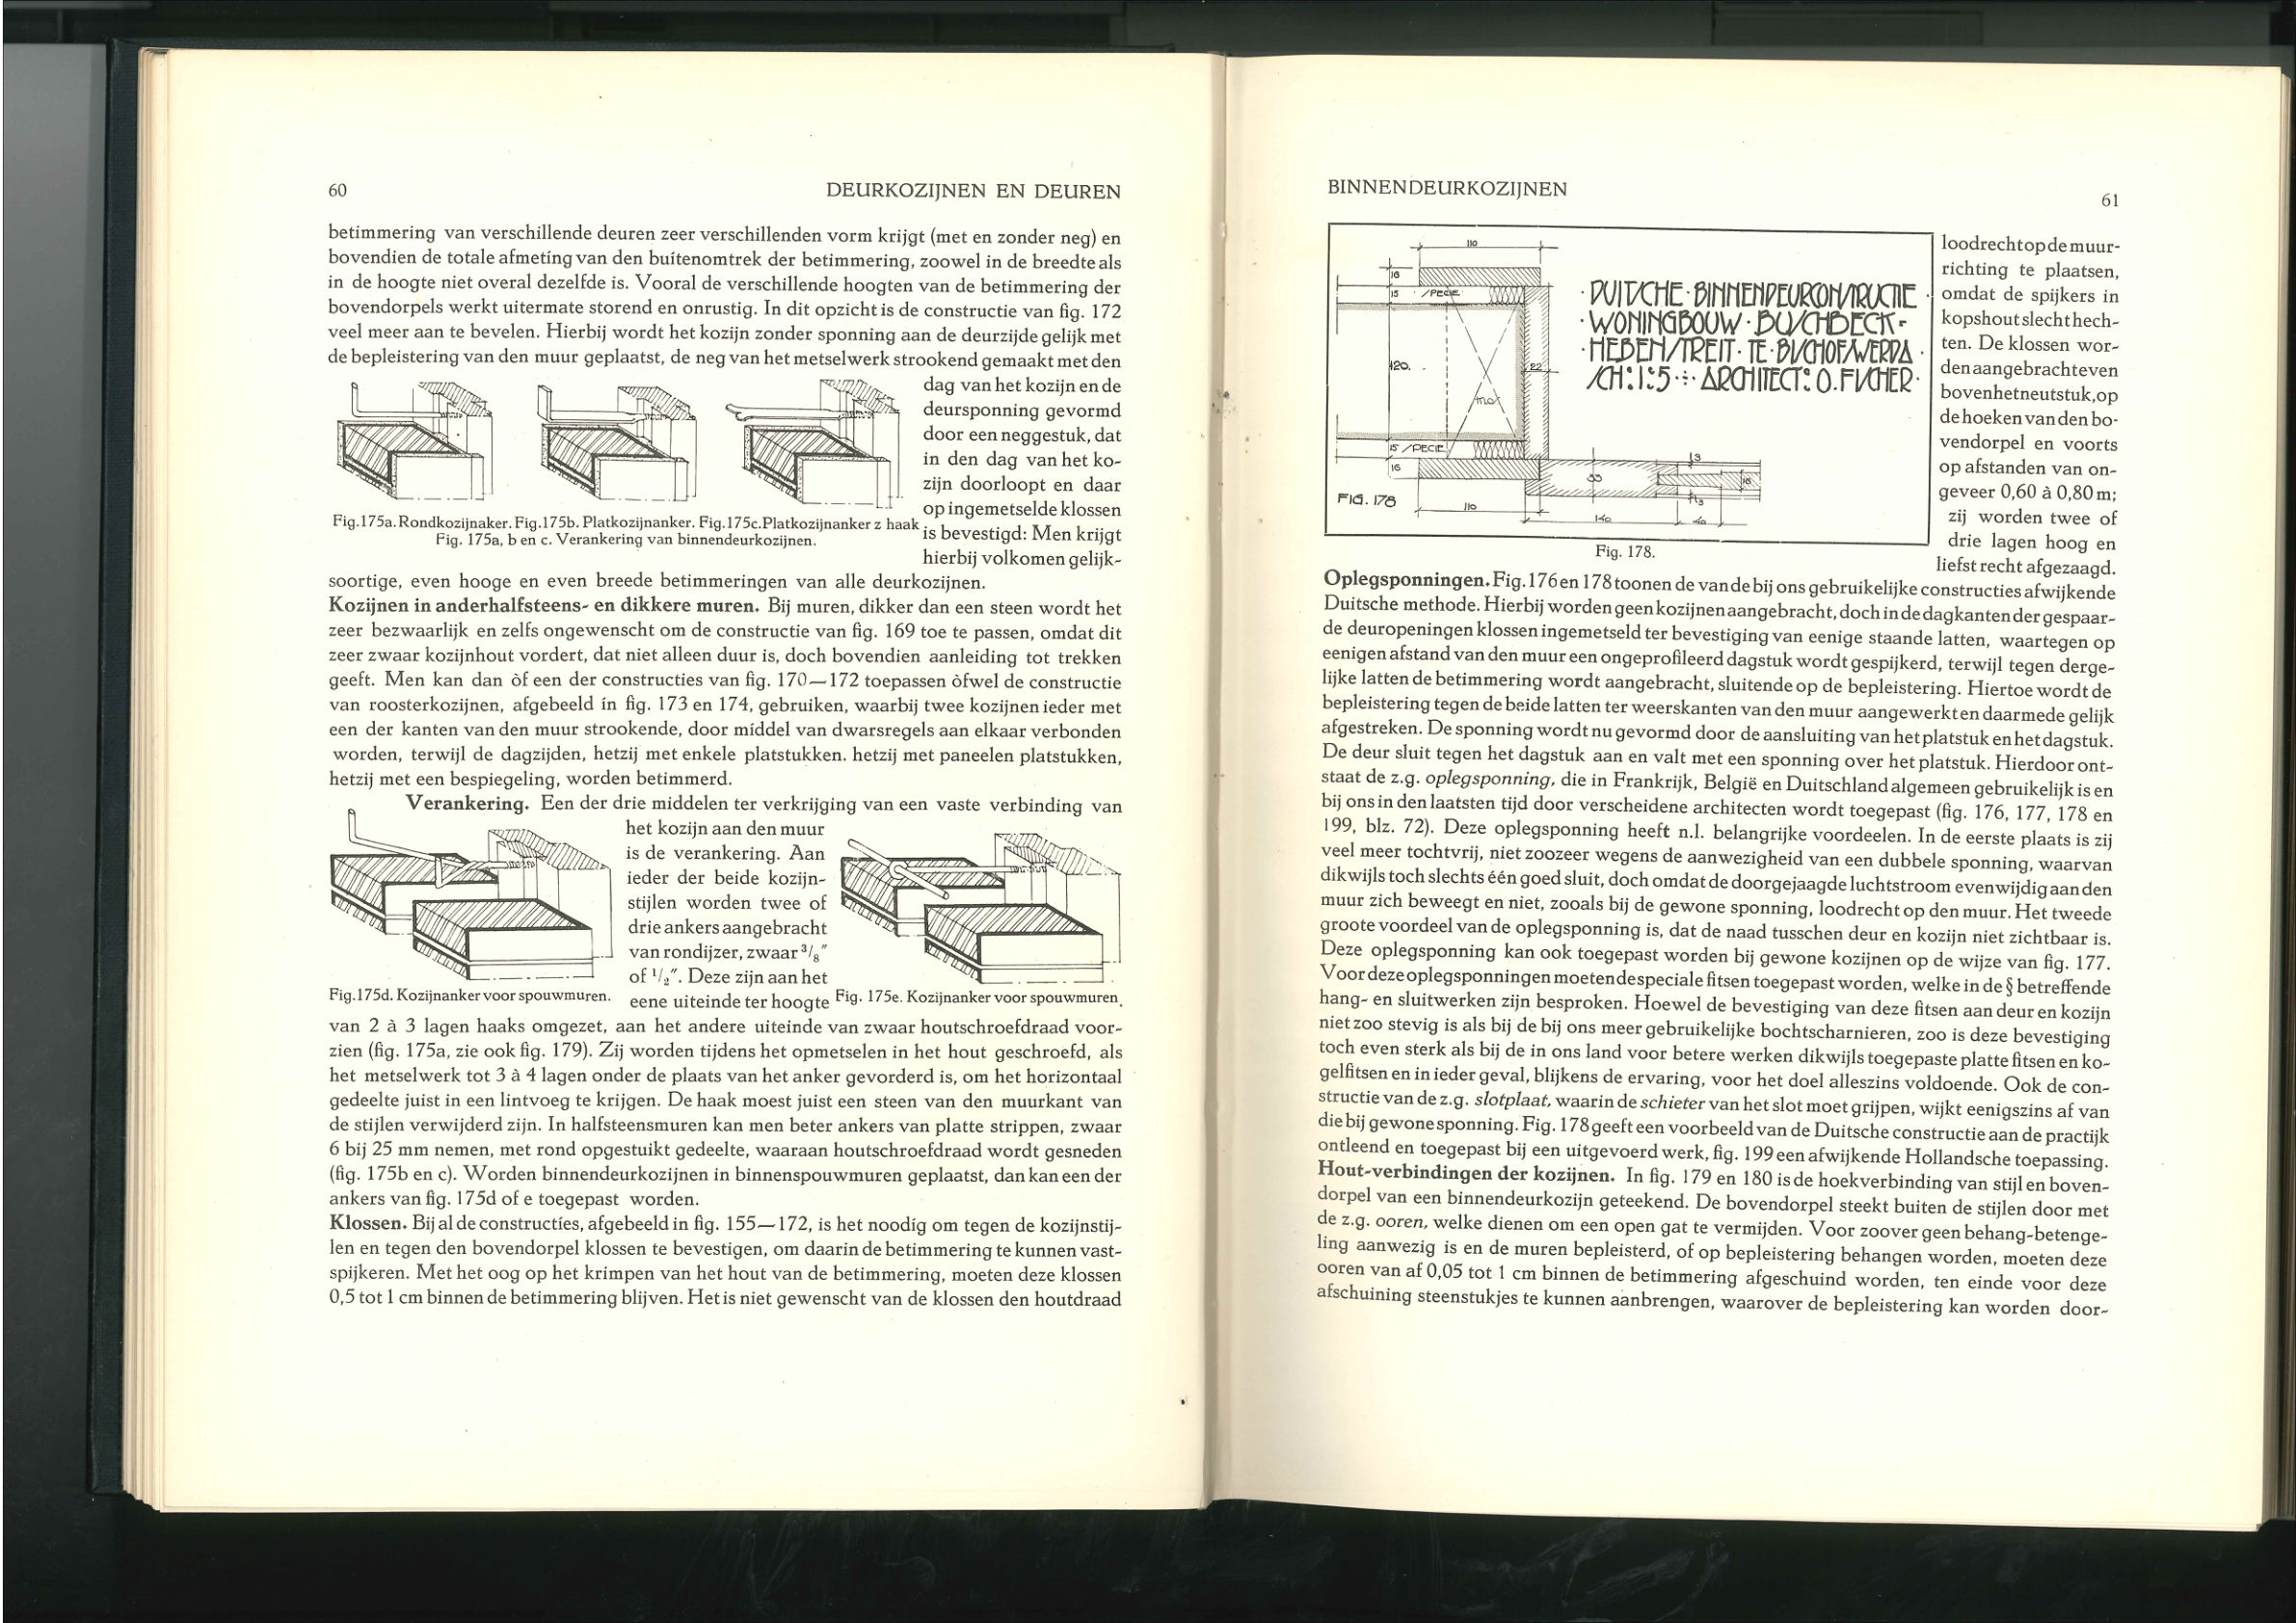 60
DEURKOZIJNEN EN DEUREN
betimmering van verschillende deuren zeer verschillenden vorm krijgt (met en zonder neg) en
bovendien de totale afmeting van den buitenomtrek der betimmering, zoowel in de breedte als
in de hoogte niet overal dezelfde is. Vooral de verschillende hoogten van de betimmering der
bovendorpels werkt uitermate storend en onrustig. In dit opzicht is de constructie van fig. 172
veel meer aan te bevelen. Hierbij wordt het kozijn zonder sponning aan de deurzijde gelijk met
de bepleistering van den muur geplaatst, de neg van het metselwerk strookend gemaakt met den
dag van het kozijn en de
deursponning gevormd
door een neggestuk, dat
in den dag van het ko-
zijn doorloopt en daar
op ingemetselde klossen
is bevestigd: Men krijgt
hierbij volkomen gelijk-
Fig. 175a. Rondkozijnaker. Fig. 175b. Platkozijnanker. Fig. 175c. Platkozijnanker z haak
Fig. 175a, b en c. Verankering van binnendeurkozijnen.
soortige, even hooge en even breede betimmeringen van alle deurkozijnen.
Kozijnen in anderhalfsteens- en dikkere muren. Bij muren, dikker dan een steen wordt het
zeer bezwaarlijk en zelfs ongewenscht om de constructie van fig. 169 toe te passen, omdat dit
zeer zwaar kozijnhout vordert, dat niet alleen duur is, doch bovendien aanleiding tot trekken
geeft. Men kan dan òf een der constructies van fig. 170—172 toepassen òfwel de constructie
van roosterkozijnen, afgebeeld in fig. 173 en 174, gebruiken, waarbij twee kozijnen ieder met
een der kanten van den muur strookende, door middel van dwarsregels aan elkaar verbonden
worden, terwijl de dagzijden, hetzij met enkele platstukken. hetzij met paneelen platstukken,
hetzij met een bespiegeling, worden betimmerd.
Verankering. Een der drie middelen ter verkrijging van een vaste verbinding van
het kozijn aan den muur
is de verankering. Aan
ieder der beide kozijn-
stijlen worden twee of
drie ankers aangebracht
van rondijzer, zwaar 3/8"
of 1/2". Deze zijn aan het
eene uiteinde ter hoogte
Fig. 175d. Kozijnanker voor spouwmuren.
Fig. 175e. Kozijnanker voor spouwmuren.
van 2 à 3 lagen haaks omgezet, aan het andere uiteinde van zwaar houtschroefdraad voor-
zien (fig. 175a, zie ook fig. 179). Zij worden tijdens het opmetselen in het hout geschroefd, als
het metselwerk tot 3 à 4 lagen onder de plaats van het anker gevorderd is, om het horizontaal
gedeelte juist in een lintvoeg te krijgen. De haak moest juist een steen van den muurkant van
de stijlen verwijderd zijn. In halfsteensmuren kan men beter ankers van platte strippen, zwaar
6 bij 25 mm nemen, met rond opgestuikt gedeelte, waaraan houtschroefdraad wordt gesneden
(fig. 175b en c). Worden binnendeurkozijnen in binnenspouwmuren geplaatst, dan kan een der
ankers van fig. 175d of e toegepast worden.
Klossen. Bij al de constructies, afgebeeld in fig. 155—172, is het noodig om tegen de kozijnstij-
len en tegen den bovendorpel klossen te bevestigen, om daarin de betimmering te kunnen vast-
spijkeren. Met het oog op het krimpen van het hout van de betimmering, moeten deze klossen
0,5 tot 1 cm binnen de betimmering blijven. Het is niet gewenscht van de klossen den houtdraad
BINNENDEURKOZIJNEN
61
110
16
15 SPECIE
120.
22
ma
15 SPECIE
16
110
55
13
16
13
140
40
FIG. 178
· DUITSCHE · BINNENDEURCONSTRUCTIE ·
· WONINGBOUW · BUSCHBECK -
· HEBENSTREIT · TE · BISCHOFSWERDA ·
SCH: 1:5 ·:· ARCHITECT: O. FISCHER ·
Fig. 178.
loodrecht op de muur-
richting te plaatsen,
omdat de spijkers in
kopshout slecht hech-
ten. De klossen wor-
den aangebracht even
boven het neutstuk, op
de hoeken van den bo-
vendorpel en voorts
op afstanden van on-
geveer 0,60 à 0,80 m;
zij worden twee of
drie lagen hoog en
liefst recht afgezaagd.
Oplegsponningen. Fig. 176 en 178 toonen de van de bij ons gebruikelijke constructies afwijkende
Duitsche methode. Hierbij worden geen kozijnen aangebracht, doch in de dagkanten der gespaar-
de deuropeningen klossen ingemetseld ter bevestiging van eenige staande latten, waartegen op
eenigen afstand van den muur een ongeprofileerd dagstuk wordt gespijkerd, terwijl tegen derge-
lijke latten de betimmering wordt aangebracht, sluitende op de bepleistering. Hiertoe wordt de
bepleistering tegen de beide latten ter weerskanten van den muur aangewerkt en daarmede gelijk
afgestreken. De sponning wordt nu gevormd door de aansluiting van het platstuk en het dagstuk.
De deur sluit tegen het dagstuk aan en valt met een sponning over het platstuk. Hierdoor ont-
staat de z.g. oplegsponning, die in Frankrijk, België en Duitschland algemeen gebruikelijk is en
bij ons in den laatsten tijd door verscheidene architecten wordt toegepast (fig. 176, 177, 178 en
199, blz. 72). Deze oplegsponning heeft n.l. belangrijke voordeelen. In de eerste plaats is zij
veel meer tochtvrij, niet zoozeer wegens de aanwezigheid van een dubbele sponning, waarvan
dikwijls toch slechts één goed sluit, doch omdat de doorgejaagde luchtstroom evenwijdig aan den
muur zich beweegt en niet, zooals bij de gewone sponning, loodrecht op den muur. Het tweede
groote voordeel van de oplegsponning is, dat de naad tusschen deur en kozijn niet zichtbaar is.
Deze oplegsponning kan ook toegepast worden bij gewone kozijnen op de wijze van fig. 177.
Voor deze oplegsponningen moeten de speciale fitsen toegepast worden, welke in de § betreffende
hang- en sluitwerken zijn besproken. Hoewel de bevestiging van deze fitsen aan deur en kozijn
niet zoo stevig is als bij de bij ons meer gebruikelijke bochtscharnieren, zoo is deze bevestiging
toch even sterk als bij de in ons land voor betere werken dikwijls toegepaste platte fitsen en ko-
gelfitsen en in ieder geval, blijkens de ervaring, voor het doel alleszins voldoende. Ook de con-
structie van de z.g. slotplaat, waarin de schieter van het slot moet grijpen, wijkt eenigszins af van
die bij gewone sponning. Fig. 178 geeft een voorbeeld van de Duitsche constructie aan de practijk
ontleend en toegepast bij een uitgevoerd werk, fig. 199 een afwijkende Hollandsche toepassing.
Hout-verbindingen der kozijnen. In fig. 179 en 180 is de hoekverbinding van stijl en boven-
dorpel van een binnendeurkozijn geteekend. De bovendorpel steekt buiten de stijlen door met
de z.g. ooren, welke dienen om een open gat te vermijden. Voor zoover geen behang-betenge-
ling aanwezig is en de muren bepleisterd, of op bepleistering behangen worden, moeten deze
ooren van af 0,05 tot 1 cm binnen de betimmering afgeschuind worden, ten einde voor deze
afschuining steenstukjes te kunnen aanbrengen, waarover de bepleistering kan worden door-